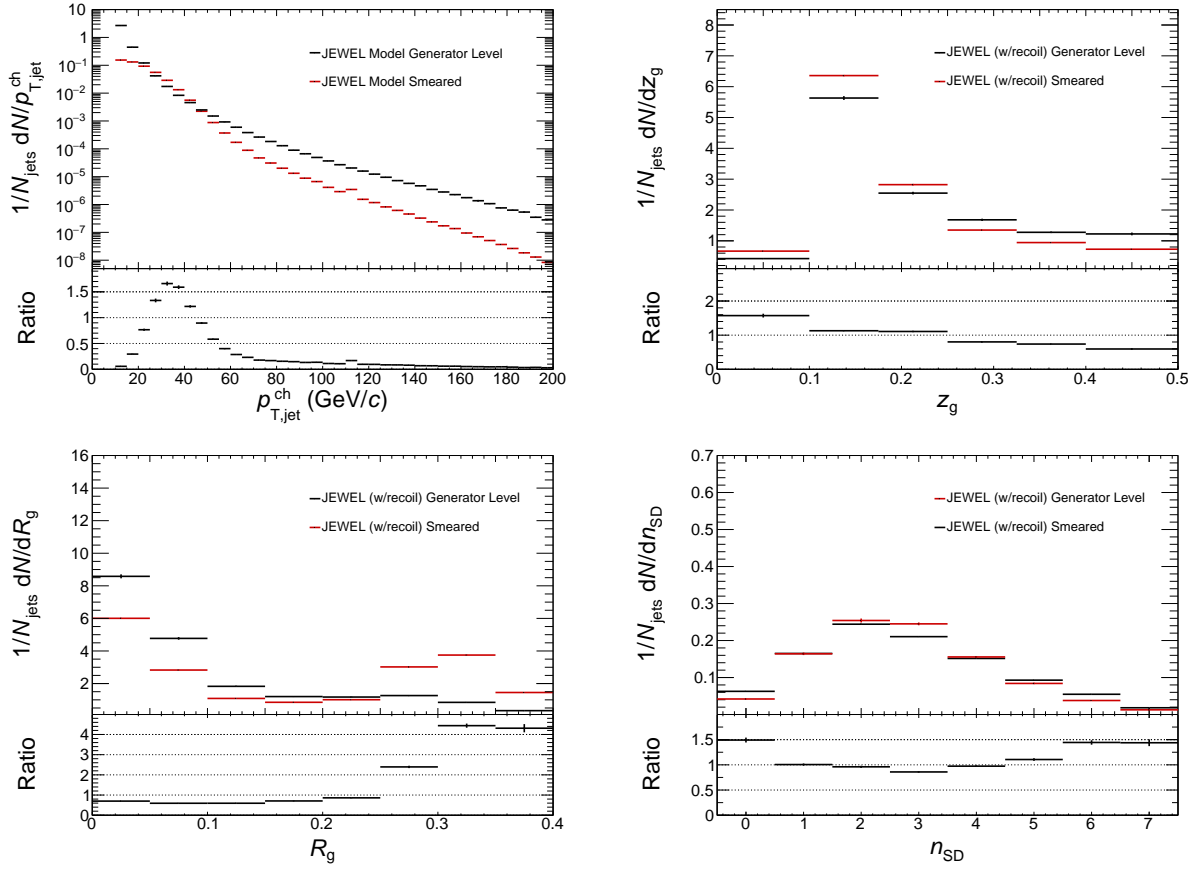 10
1
10⁻¹
10⁻²
10⁻³
10⁻⁴
10⁻⁵
10⁻⁶
10⁻⁷
10⁻⁸
1/N_jets dN/p_T,jet^ch
JEWEL Model Generator Level
JEWEL Model Smeared
Ratio
1.5
1
0.5
0
0 20 40 60 80 100 120 140 160 180 200
p_T,jet^ch (GeV/c)
8
7
6
5
4
3
2
1
1/N_jets dN/dz_g
JEWEL (w/recoil) Generator Level
JEWEL (w/recoil) Smeared
Ratio
2
1
0
0 0.1 0.2 0.3 0.4 0.5
z_g
16
14
12
10
8
6
4
2
1/N_jets dN/dR_g
JEWEL (w/recoil) Generator Level
JEWEL (w/recoil) Smeared
Ratio
4
3
2
1
0
0 0.1 0.2 0.3 0.4
R_g
0.7
0.6
0.5
0.4
0.3
0.2
0.1
1/N_jets dN/dn_SD
JEWEL (w/recoil) Generator Level
JEWEL (w/recoil) Smeared
Ratio
1.5
1
0.5
0
0 1 2 3 4 5 6 7
n_SD